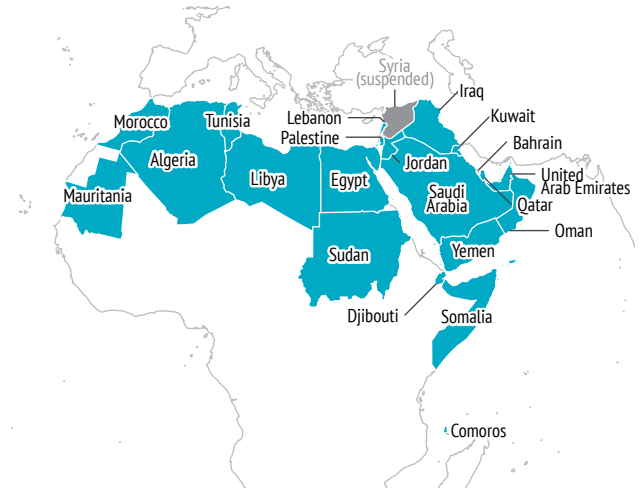 Syria
(suspended)
Iraq
Lebanon
Kuwait
Morocco
Tunisia
Palestine
Bahrain
Algeria
Jordan
United
Arab Emirates
Libya
Egypt
Saudi
Arabia
Mauritania
Qatar
Oman
Sudan
Yemen
Djibouti
Somalia
Comoros